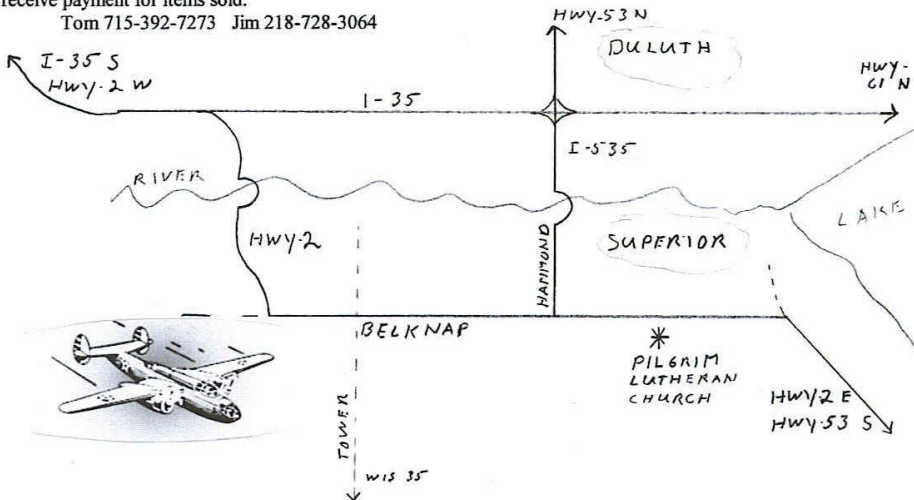 receive payment for items sold.
Tom 715-392-7273 Jim 218-728-3064
HWY-53 N
DULUTH
I-35 S
HWY-2 W
I-35
HWY-
61 N
I-535
RIVER
LAKE
HWY-2
HAMMOND
SUPERIOR
BELKNAP
PILGRIM
LUTHERAN
CHURCH
HWY-2 E
HWY-53 S
TOWER
WIS 35